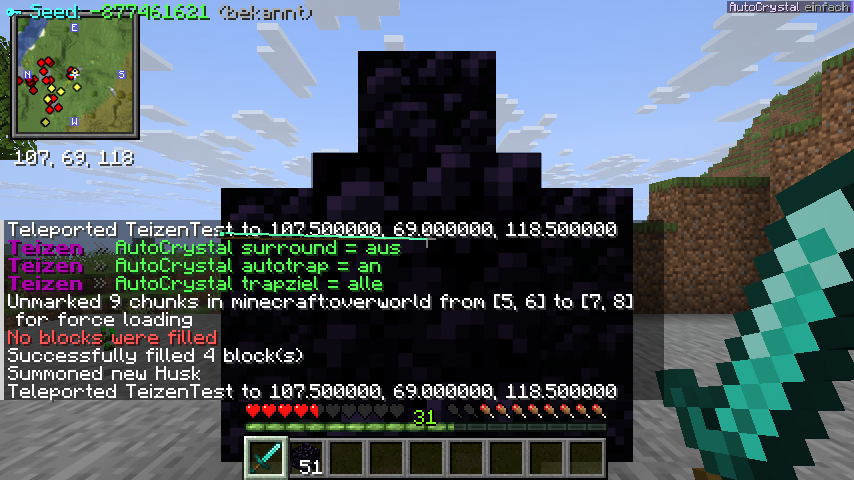 Seed: -877461621 (bekannt)
AutoCrystal einfach
E
N
S
W
107, 69, 118
Teleported TeizenTest to 107.500000, 69.000000, 118.500000
Teizen » AutoCrystal surround = aus
Teizen » AutoCrystal autotrap = an
Teizen » AutoCrystal trapziel = alle
Unmarked 9 chunks in minecraft:overworld from [5, 6] to [7, 8]
for force loading
No blocks were filled
Successfully filled 4 block(s)
Summoned new Husk
Teleported TeizenTest to 107.500000, 69.000000, 118.500000
31
51